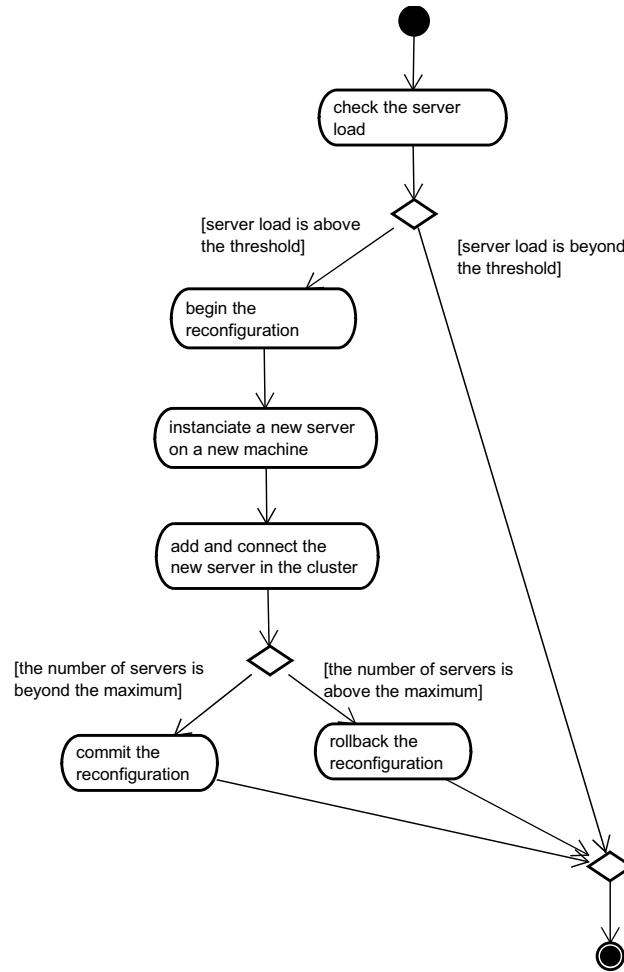 check the server
load
[server load is above
the threshold]
[server load is beyond
the threshold]
begin the
reconfiguration
instanciate a new server
on a new machine
add and connect the
new server in the cluster
[the number of servers is
beyond the maximum]
[the number of servers is
above the maximum]
commit the
reconfiguration
rollback the
reconfiguration